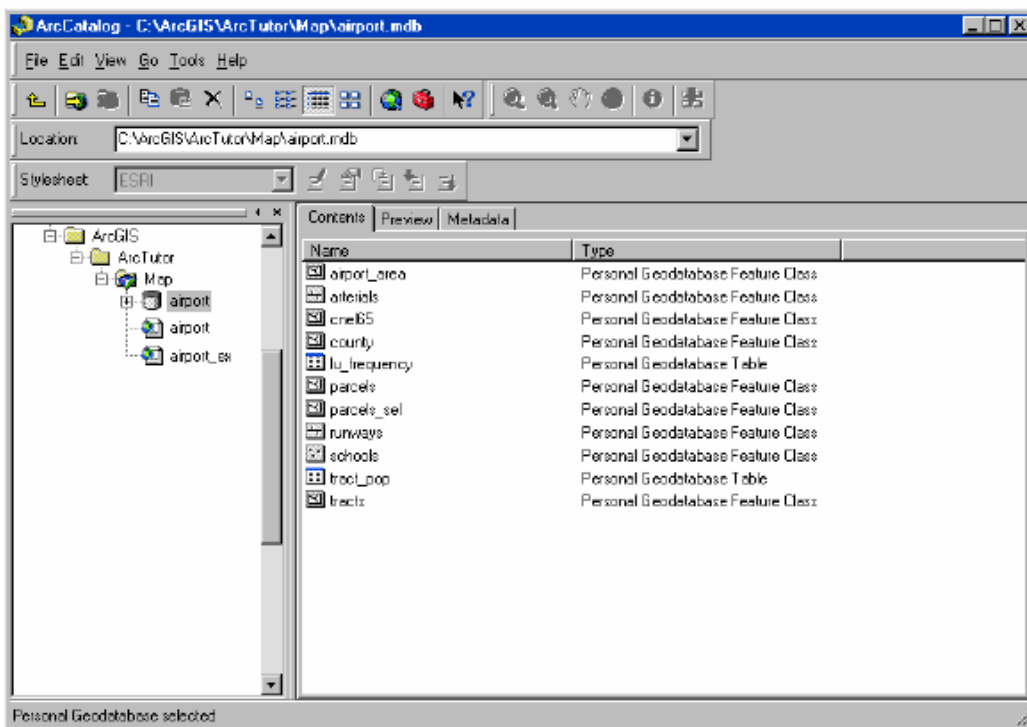 ArcCatalog - C:\ArcGIS\ArcTutor\Map\airport.mdb
File Edit View Go Tools Help
Location: C:\ArcGIS\ArcTutor\Map\airport.mdb
Stylesheet: ESRI
ArcGIS
ArcTutor
Map
airport
airport
airport_ex
Contents Preview Metadata
Name Type
airport_area Personal Geodatabase Feature Class
arterials Personal Geodatabase Feature Class
cnel65 Personal Geodatabase Feature Class
county Personal Geodatabase Feature Class
lu_frequency Personal Geodatabase Table
parcels Personal Geodatabase Feature Class
parcels_sel Personal Geodatabase Feature Class
runways Personal Geodatabase Feature Class
schools Personal Geodatabase Feature Class
tract_pop Personal Geodatabase Table
tracts Personal Geodatabase Feature Class
Personal Geodatabase selected